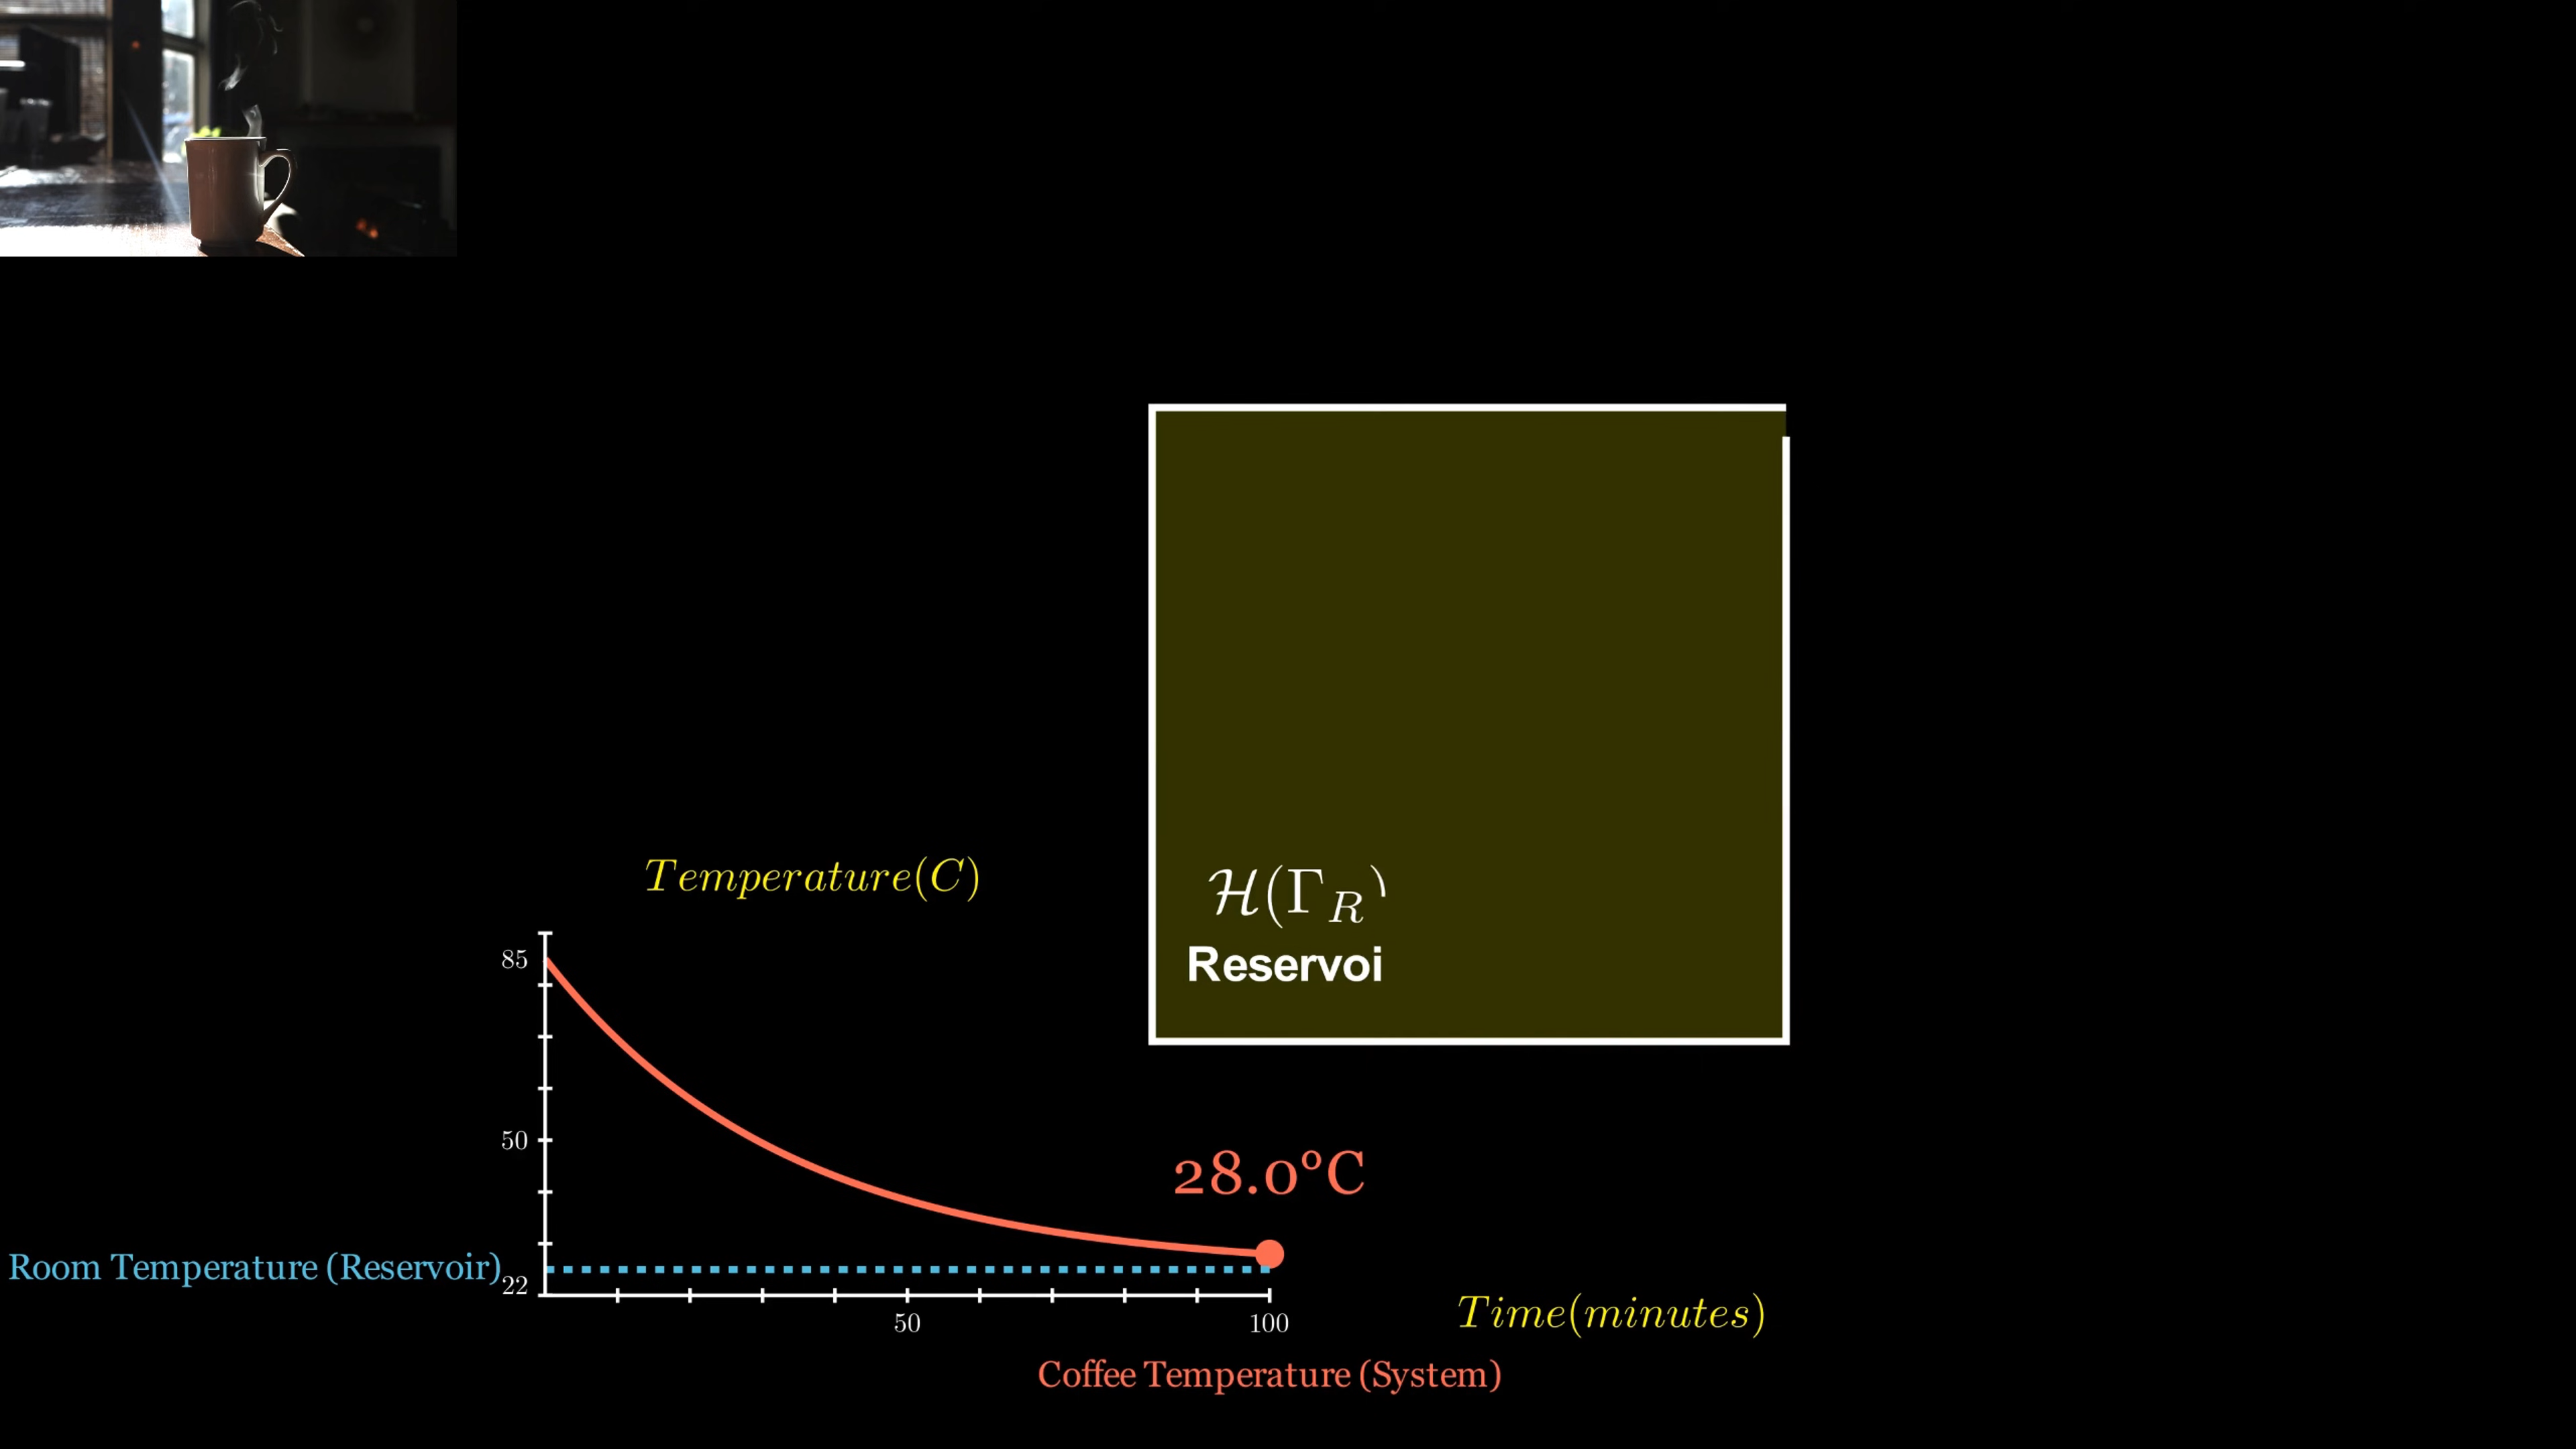 Temperature(C)
ℋ(Γ_R)
Reservoi
85
50
28.0°C
Room Temperature (Reservoir)
22
50
100
Time(minutes)
Coffee Temperature (System)